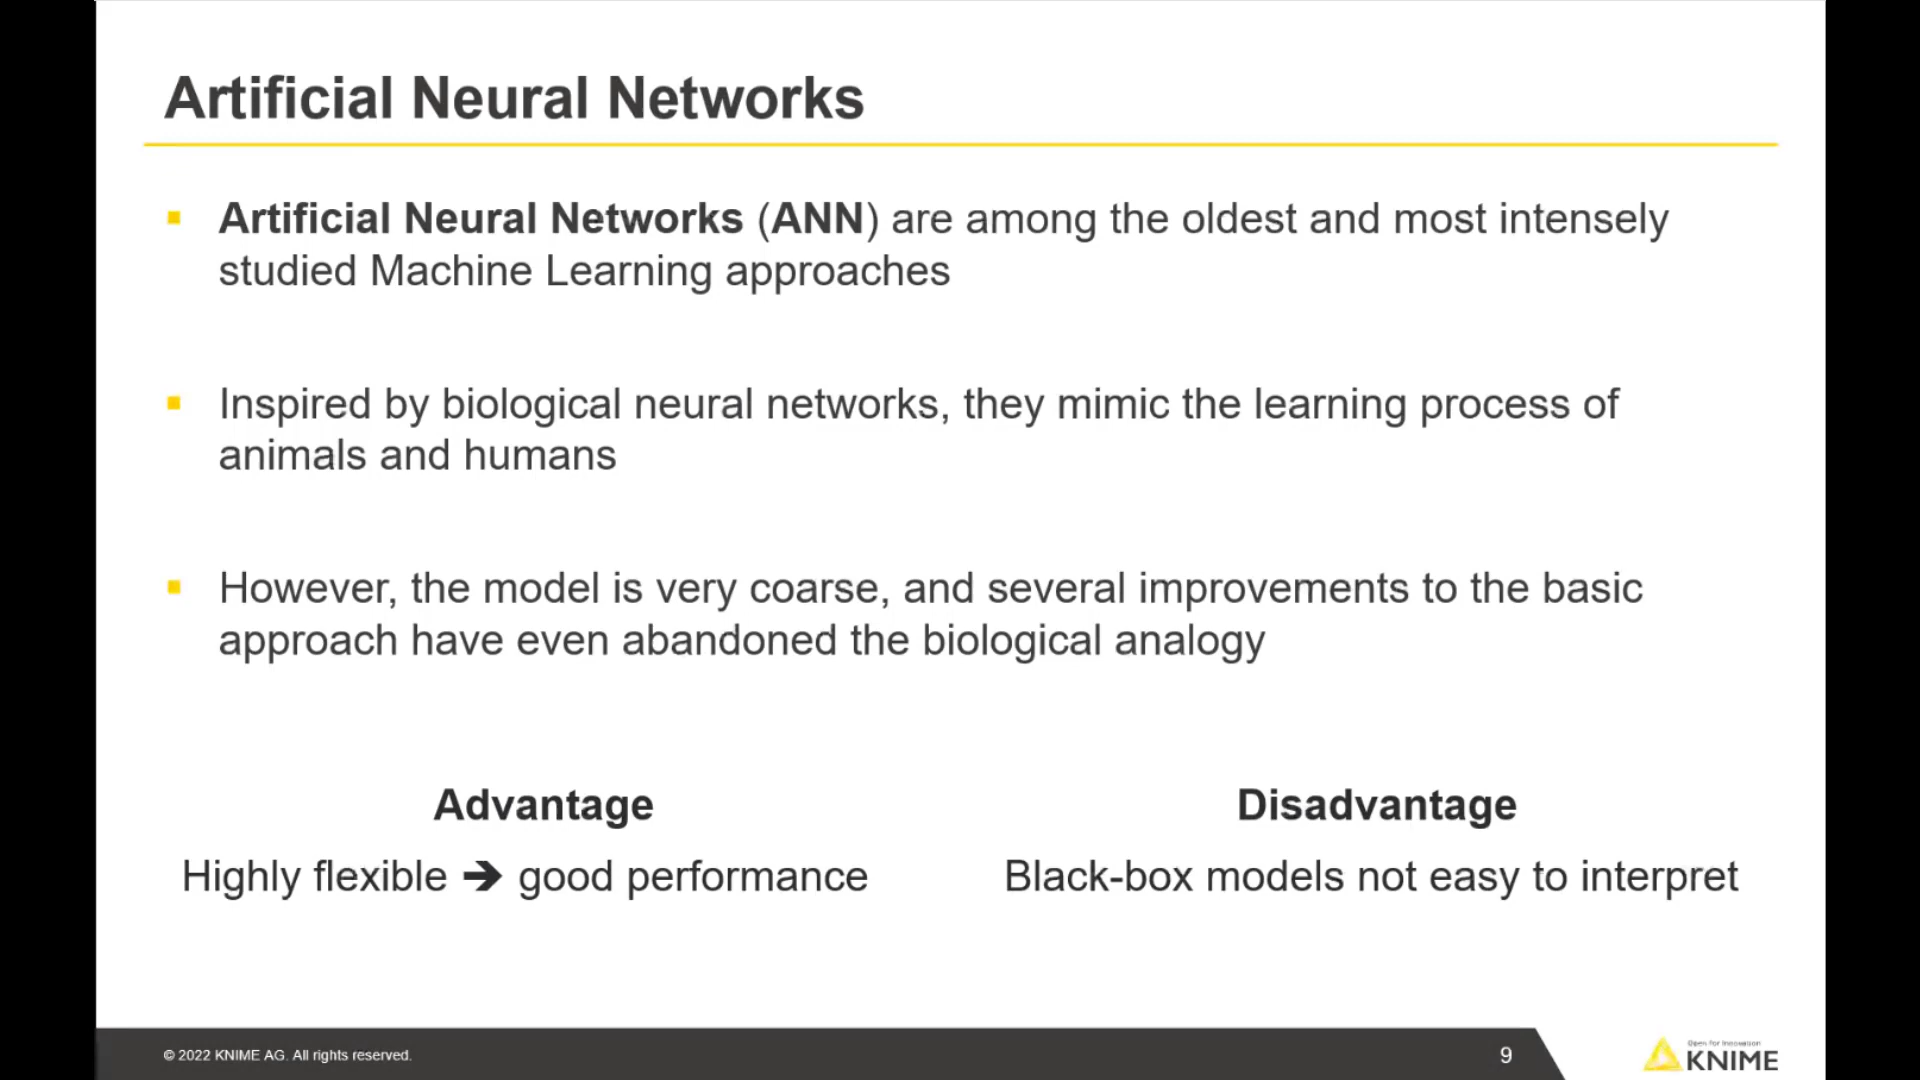 Artificial Neural Networks
Artificial Neural Networks (ANN) are among the oldest and most intensely
studied Machine Learning approaches
Inspired by biological neural networks, they mimic the learning process of
animals and humans
However, the model is very coarse, and several improvements to the basic
approach have even abandoned the biological analogy
Advantage
Highly flexible ➔ good performance
Disadvantage
Black-box models not easy to interpret
© 2022 KNIME AG. All rights reserved.
9
Open for Innovation
KNIME